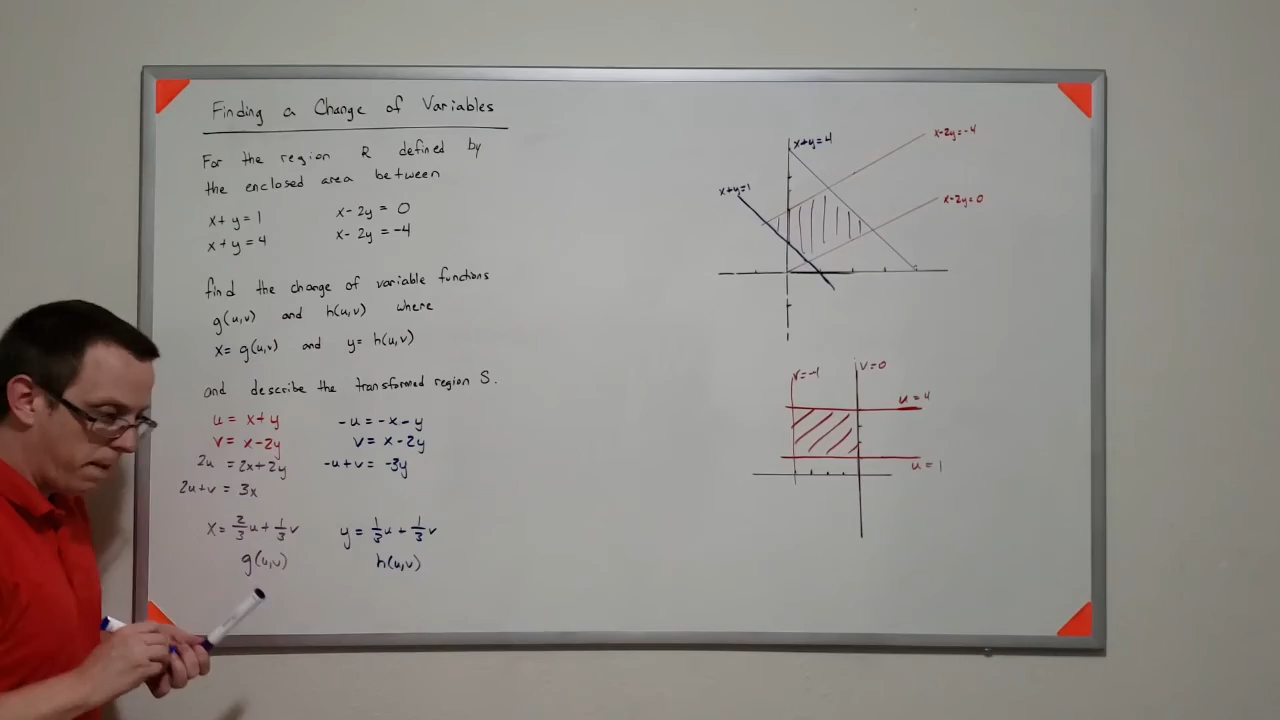 Finding a Change of Variables
For the region R defined by
the enclosed area between
x+y = 1 x-2y = 0
x+y = 4 x-2y = -4
find the change of variable functions
g(u,v) and h(u,v) where
x= g(u,v) and y= h(u,v)
and describe the transformed region S.
u = x+y -u = -x-y
v = x-2y v = x-2y
2u = 2x+2y -u+v = -3y
2u+v = 3x
x = 2/3 u + 1/3 v y = 1/3 u + 1/3 v
g(u,v) h(u,v)
x-2y=-4
x+y=4
x+y=1
x-2y=0
v=-1 v=0
u=4
u=1